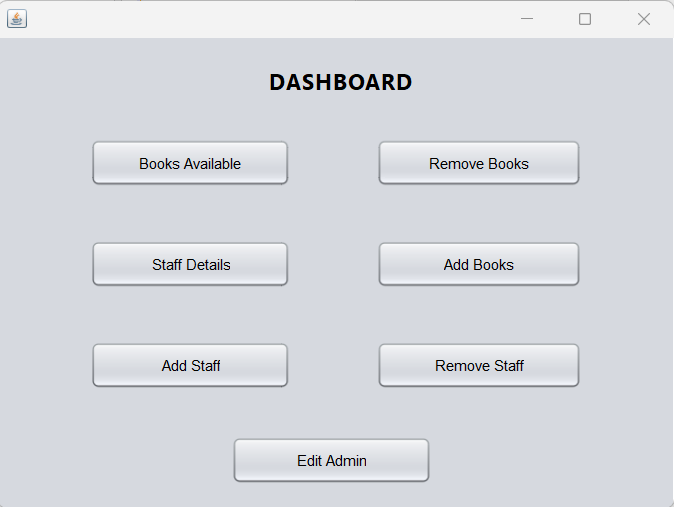 DASHBOARD
Books Available
Remove Books
Staff Details
Add Books
Add Staff
Remove Staff
Edit Admin